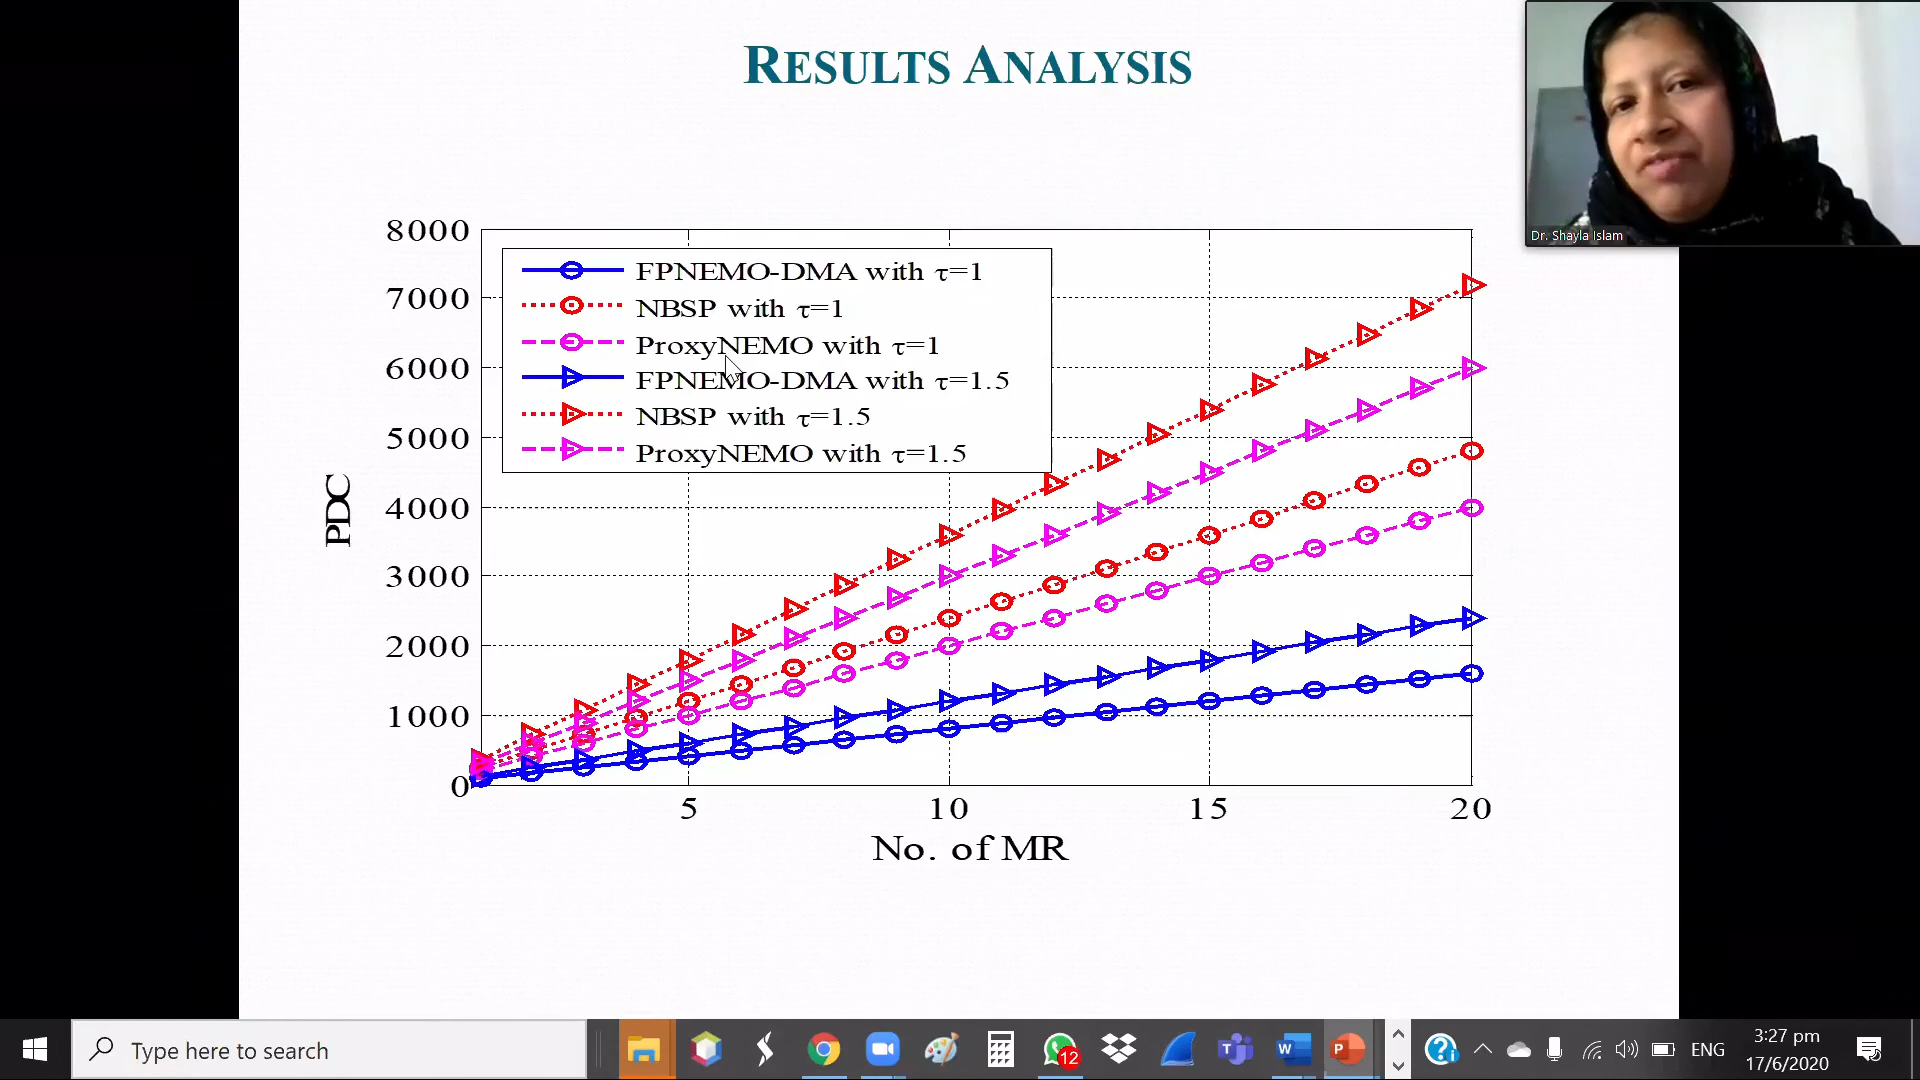 RESULTS ANALYSIS
Dr. Shayla Islam
8000
7000
6000
5000
4000
3000
2000
1000
0
PDC
FPNEMO-DMA with τ=1
NBSP with τ=1
ProxyNEMO with τ=1
FPNEMO-DMA with τ=1.5
NBSP with τ=1.5
ProxyNEMO with τ=1.5
5 10 15 20
No. of MR
Type here to search
12
ENG
3:27 pm
17/6/2020